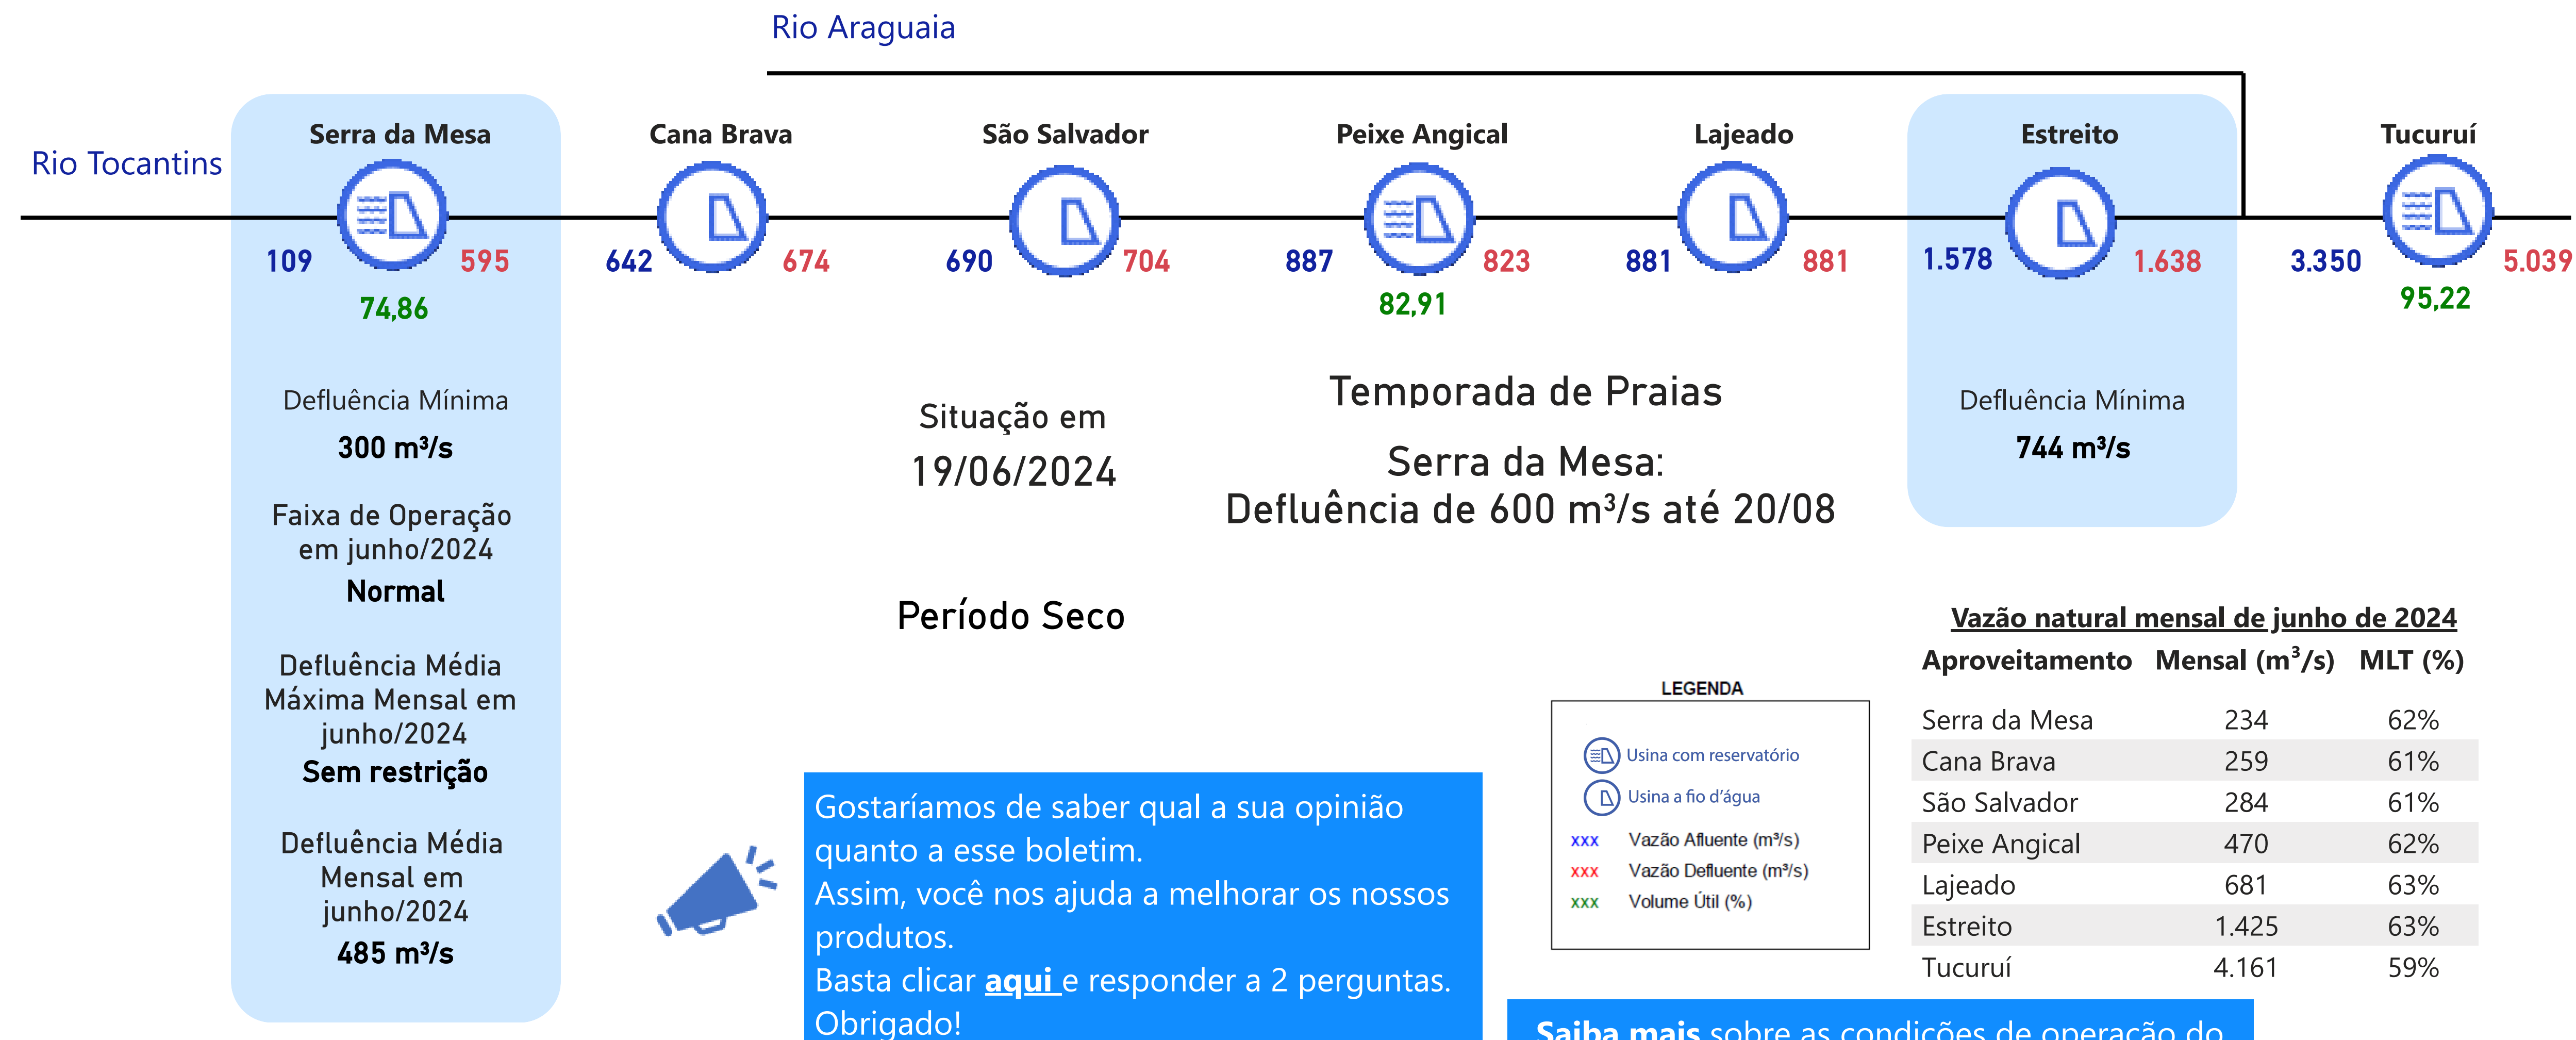 Rio Araguaia
Rio Tocantins
Serra da Mesa
Cana Brava
São Salvador
Peixe Angical
Lajeado
Estreito
Tucuruí
109
595
642
674
690
704
887
823
881
881
1.578
1.638
3.350
5.039
74,86
82,91
95,22
Defluência Mínima
300 m³/s
Faixa de Operação
em junho/2024
Normal
Defluência Média
Máxima Mensal em
junho/2024
Sem restrição
Defluência Média
Mensal em
junho/2024
485 m³/s
Situação em
19/06/2024
Período Seco
Temporada de Praias
Serra da Mesa:
Defluência de 600 m³/s até 20/08
Defluência Mínima
744 m³/s
Gostaríamos de saber qual a sua opinião
quanto a esse boletim.
Assim, você nos ajuda a melhorar os nossos
produtos.
Basta clicar aqui e responder a 2 perguntas.
Obrigado!
LEGENDA
Usina com reservatório
Usina a fio d'água
xxx Vazão Afluente (m³/s)
xxx Vazão Defluente (m³/s)
xxx Volume Útil (%)
Vazão natural mensal de junho de 2024
Aproveitamento Mensal (m³/s) MLT (%)
Serra da Mesa 234 62%
Cana Brava 259 61%
São Salvador 284 61%
Peixe Angical 470 62%
Lajeado 681 63%
Estreito 1.425 63%
Tucuruí 4.161 59%
Saiba mais sobre as condições de operação do